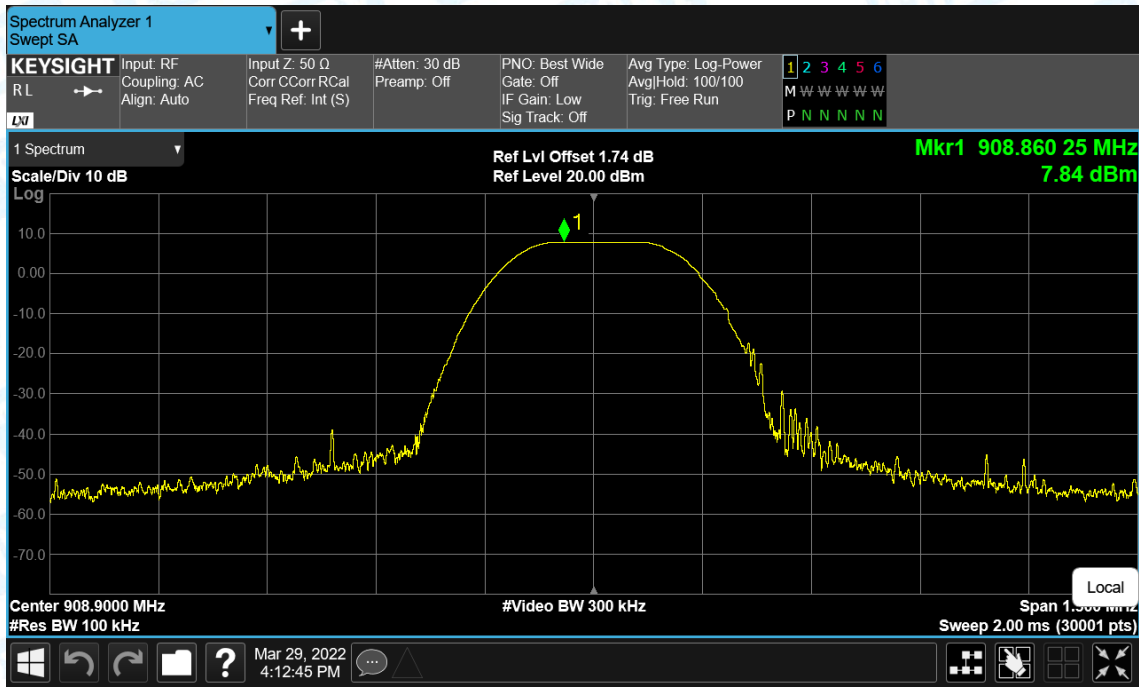 Spectrum Analyzer 1
Swept SA
+
KEYSIGHT
R L
LXI
Input: RF
Coupling: AC
Align: Auto
Input Z: 50 Ω
Corr CCorr RCal
Freq Ref: Int (S)
#Atten: 30 dB
Preamp: Off
PNO: Best Wide
Gate: Off
IF Gain: Low
Sig Track: Off
Avg Type: Log-Power
Avg|Hold: 100/100
Trig: Free Run
1 2 3 4 5 6
M W W W W W
P N N N N N
1 Spectrum
Scale/Div 10 dB
Log
Ref Lvl Offset 1.74 dB
Ref Level 20.00 dBm
Mkr1 908.860 25 MHz
7.84 dBm
1
10.0
0.00
-10.0
-20.0
-30.0
-40.0
-50.0
-60.0
-70.0
Local
Center 908.9000 MHz
#Res BW 100 kHz
#Video BW 300 kHz
Span
Sweep 2.00 ms (30001 pts)
?
Mar 29, 2022
4:12:45 PM